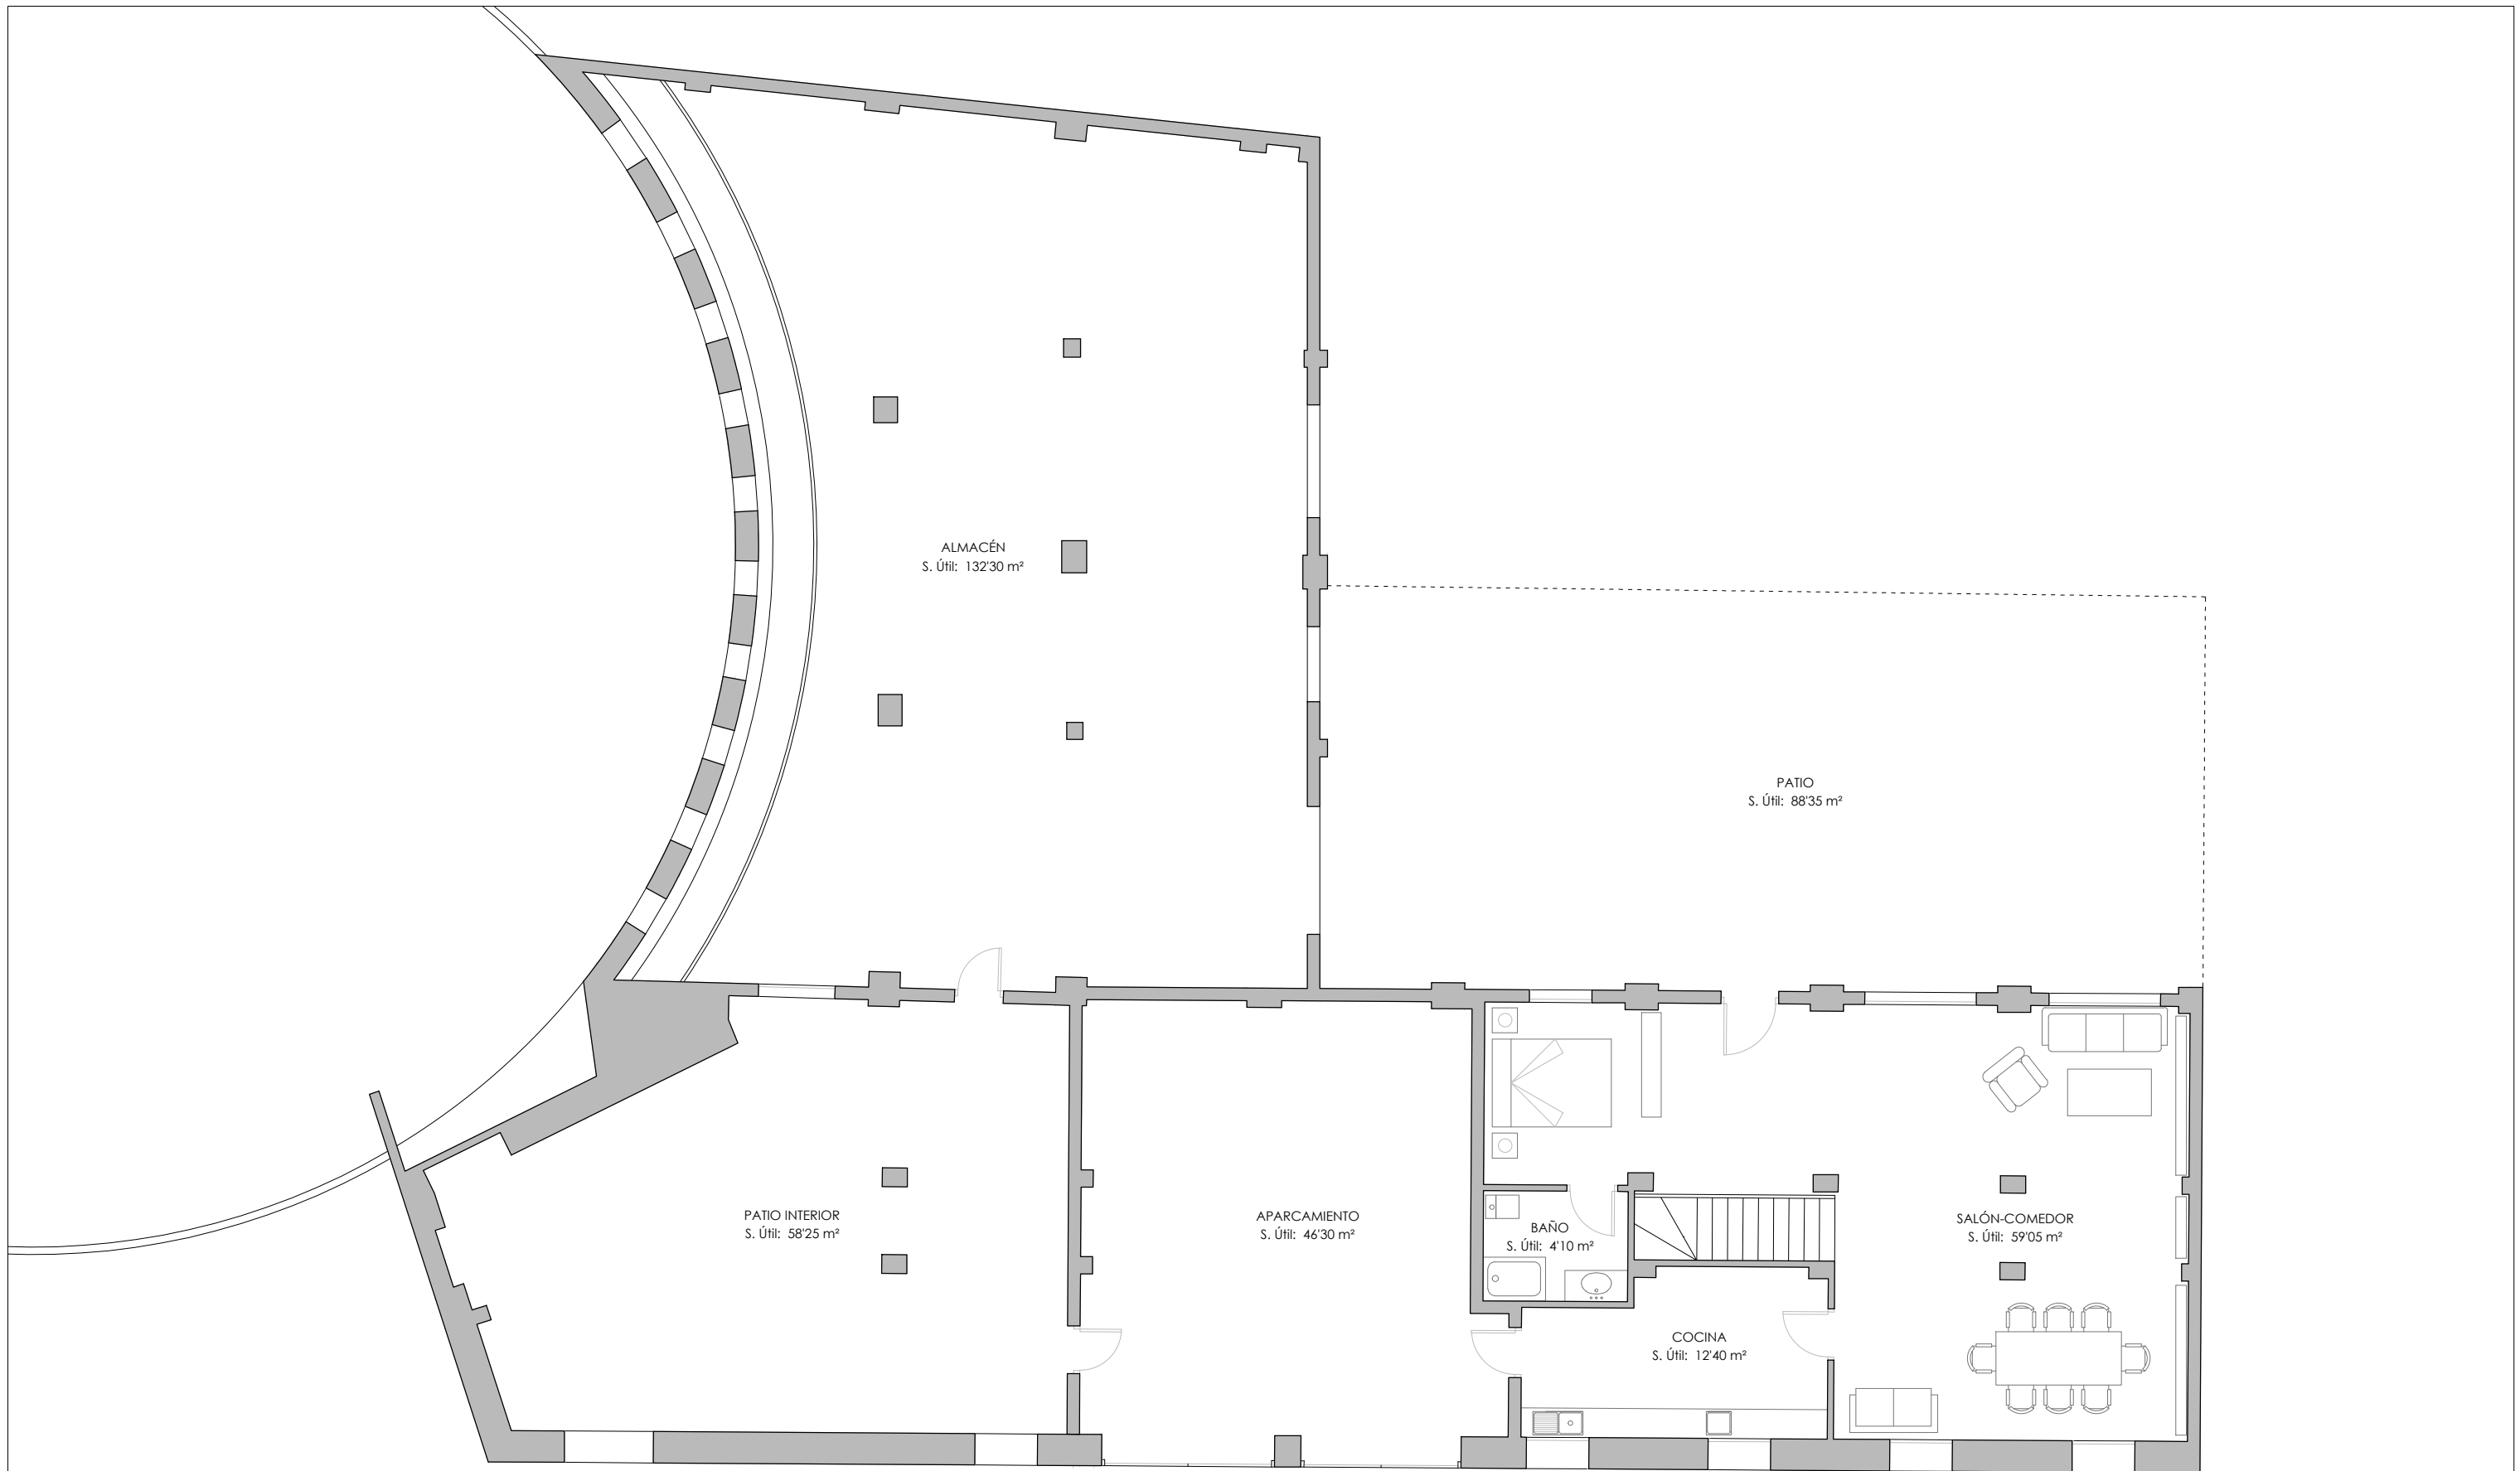 ALMACÉN
S. Útil: 132'30 m²
PATIO
S. Útil: 88'35 m²
PATIO INTERIOR
S. Útil: 58'25 m²
APARCAMIENTO
S. Útil: 46'30 m²
BAÑO
S. Útil: 4'10 m²
SALÓN-COMEDOR
S. Útil: 59'05 m²
COCINA
S. Útil: 12'40 m²